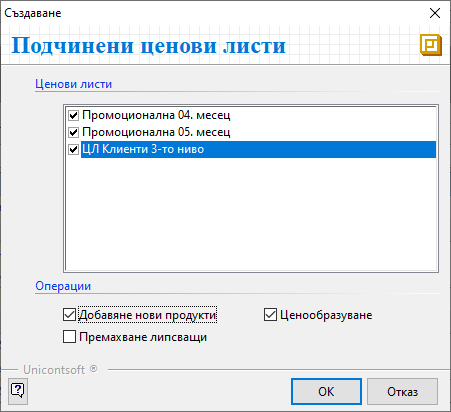 Създаване
Подчинени ценови листи
Ценови листи
Промоционална 04. месец
Промоционална 05. месец
ЦЛ Клиенти 3-то ниво
Операции
Добавяне нови продукти
Ценообразуване
Премахване липсващи
Unicontsoft ®
?
OK
Отказ